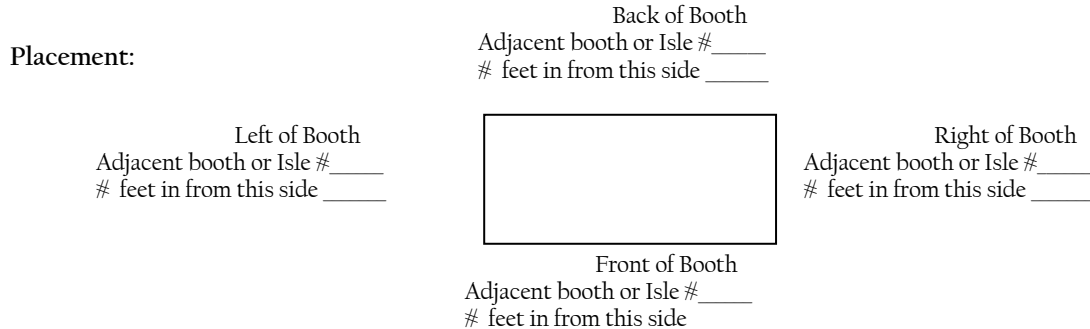 Placement:
Back of Booth
Adjacent booth or Isle #_____
# feet in from this side ______
Left of Booth
Adjacent booth or Isle #_____
# feet in from this side ______
Right of Booth
Adjacent booth or Isle #_____
# feet in from this side ______
Front of Booth
Adjacent booth or Isle #_____
# feet in from this side